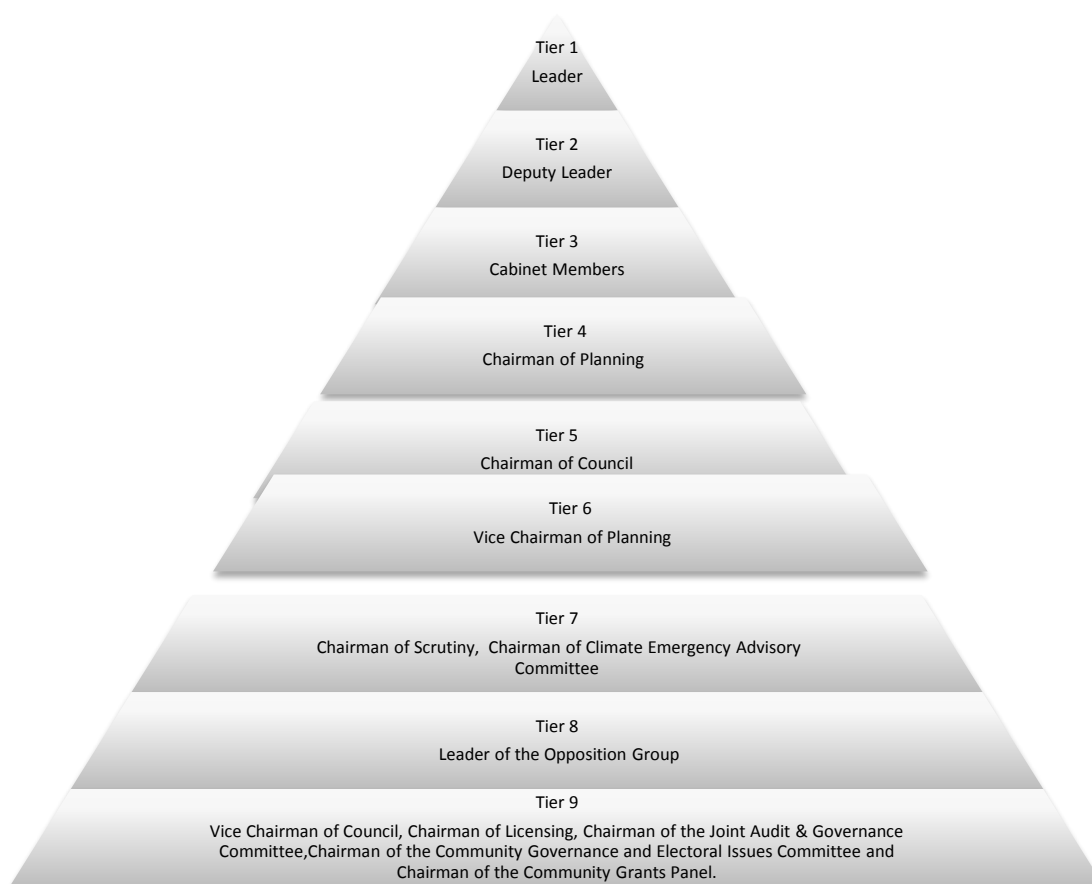 Tier 1
Leader
Tier 2
Deputy Leader
Tier 3
Cabinet Members
Tier 4
Chairman of Planning
Tier 5
Chairman of Council
Tier 6
Vice Chairman of Planning
Tier 7
Chairman of Scrutiny,  Chairman of Climate Emergency Advisory
Committee
Tier 8
Leader of the Opposition Group
Tier 9
Vice Chairman of Council, Chairman of Licensing, Chairman of the Joint Audit & Governance
Committee,Chairman of the Community Governance and Electoral Issues Committee and
Chairman of the Community Grants Panel.